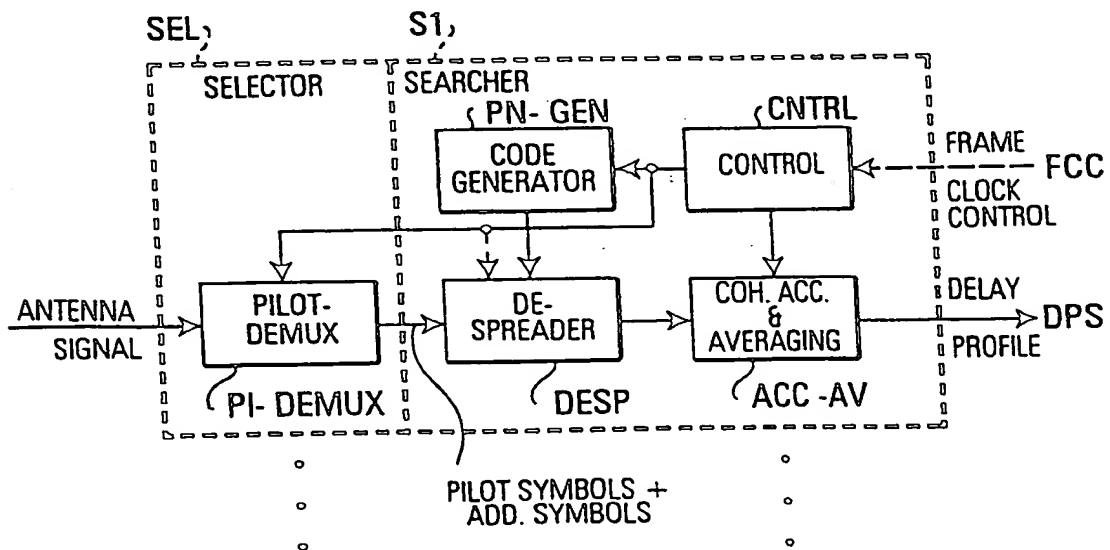 SEL
S1
SELECTOR
SEARCHER
PN- GEN
CNTRL
CODE
GENERATOR
CONTROL
FRAME
FCC
CLOCK
CONTROL
ANTENNA
SIGNAL
PILOT-
DEMUX
DE-
SPREADER
COH. ACC.
&
AVERAGING
DELAY
DPS
PROFILE
PI- DEMUX
DESP
ACC -AV
PILOT SYMBOLS +
ADD. SYMBOLS